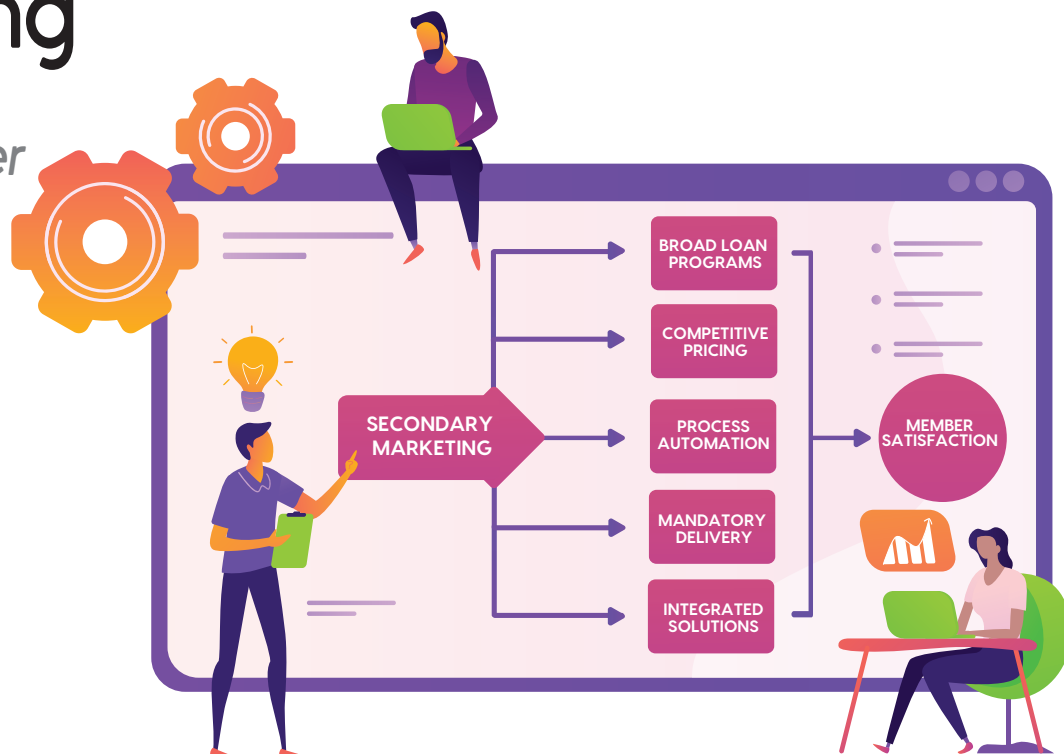 ng
er
BROAD LOAN
PROGRAMS
COMPETITIVE
PRICING
SECONDARY
MARKETING
PROCESS
AUTOMATION
MEMBER
SATISFACTION
MANDATORY
DELIVERY
INTEGRATED
SOLUTIONS